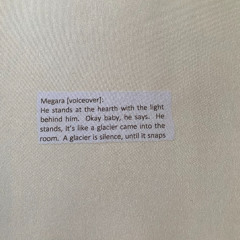 Megara [voiceover]:
He stands at the hearth with the light
behind him. Okay baby, he says. He
stands, it's like a glacier came into the
room. A glacier is silence, until it snaps